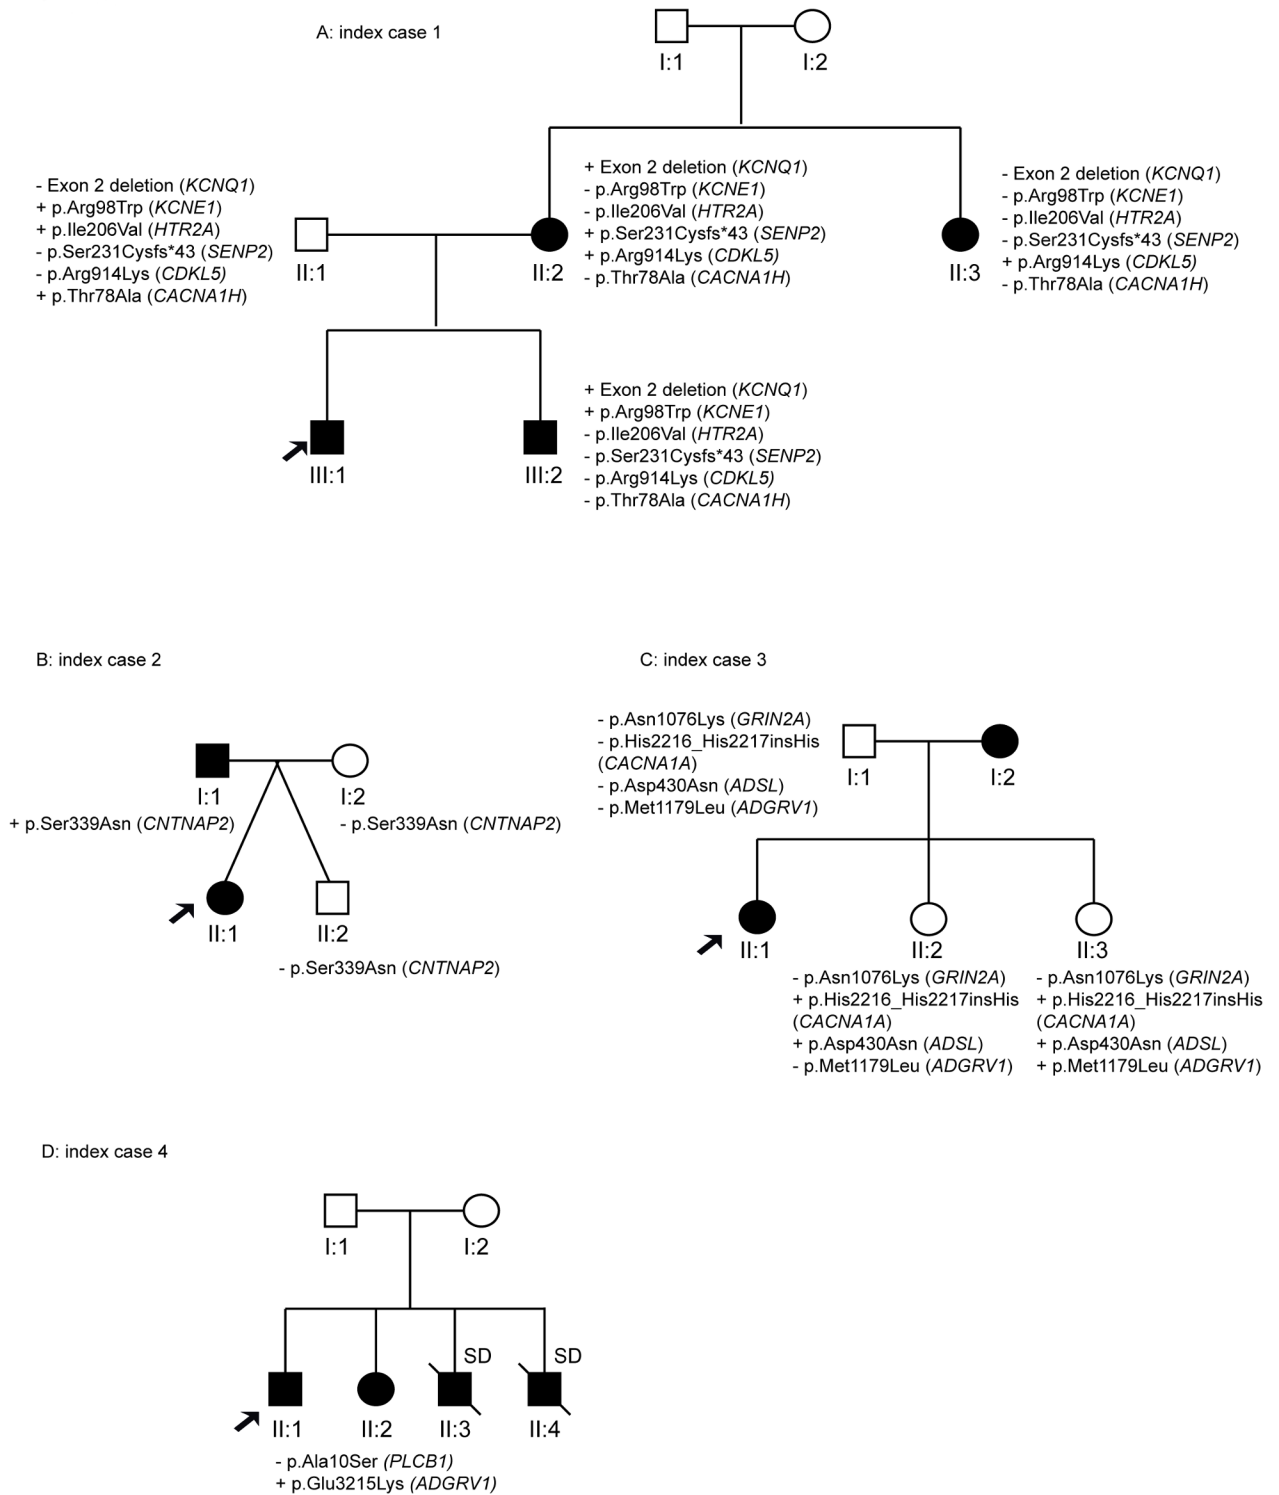 A: index case 1
I:1
I:2
- Exon 2 deletion (KCNQ1)
+ p.Arg98Trp (KCNE1)
+ p.Ile206Val (HTR2A)
- p.Ser231Cysfs*43 (SENP2)
- p.Arg914Lys (CDKL5)
+ p.Thr78Ala (CACNA1H)
II:1
II:2
+ Exon 2 deletion (KCNQ1)
- p.Arg98Trp (KCNE1)
- p.Ile206Val (HTR2A)
+ p.Ser231Cysfs*43 (SENP2)
+ p.Arg914Lys (CDKL5)
- p.Thr78Ala (CACNA1H)
II:3
- Exon 2 deletion (KCNQ1)
- p.Arg98Trp (KCNE1)
- p.Ile206Val (HTR2A)
- p.Ser231Cysfs*43 (SENP2)
+ p.Arg914Lys (CDKL5)
- p.Thr78Ala (CACNA1H)
III:1
III:2
+ Exon 2 deletion (KCNQ1)
+ p.Arg98Trp (KCNE1)
- p.Ile206Val (HTR2A)
- p.Ser231Cysfs*43 (SENP2)
- p.Arg914Lys (CDKL5)
- p.Thr78Ala (CACNA1H)
B: index case 2
I:1
+ p.Ser339Asn (CNTNAP2)
I:2
- p.Ser339Asn (CNTNAP2)
II:1
II:2
- p.Ser339Asn (CNTNAP2)
C: index case 3
- p.Asn1076Lys (GRIN2A)
- p.His2216_His2217insHis
(CACNA1A)
- p.Asp430Asn (ADSL)
- p.Met1179Leu (ADGRV1)
I:1
I:2
II:1
II:2
- p.Asn1076Lys (GRIN2A)
+ p.His2216_His2217insHis
(CACNA1A)
+ p.Asp430Asn (ADSL)
- p.Met1179Leu (ADGRV1)
II:3
- p.Asn1076Lys (GRIN2A)
+ p.His2216_His2217insHis
(CACNA1A)
+ p.Asp430Asn (ADSL)
+ p.Met1179Leu (ADGRV1)
D: index case 4
I:1
I:2
SD
SD
II:1
II:2
II:3
II:4
- p.Ala10Ser (PLCB1)
+ p.Glu3215Lys (ADGRV1)